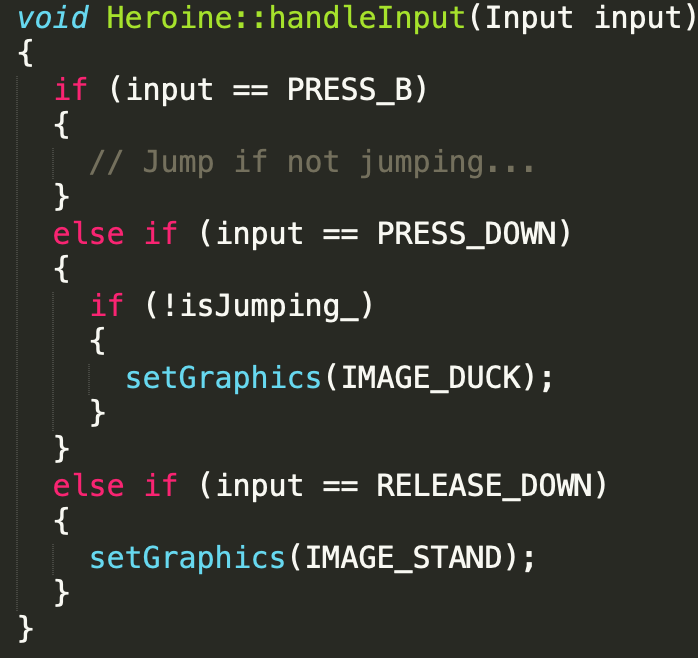 void Heroine::handleInput(Input input)
{
  if (input == PRESS_B)
  {
    // Jump if not jumping...
  }
  else if (input == PRESS_DOWN)
  {
    if (!isJumping_)
    {
      setGraphics(IMAGE_DUCK);
    }
  }
  else if (input == RELEASE_DOWN)
  {
    setGraphics(IMAGE_STAND);
  }
}